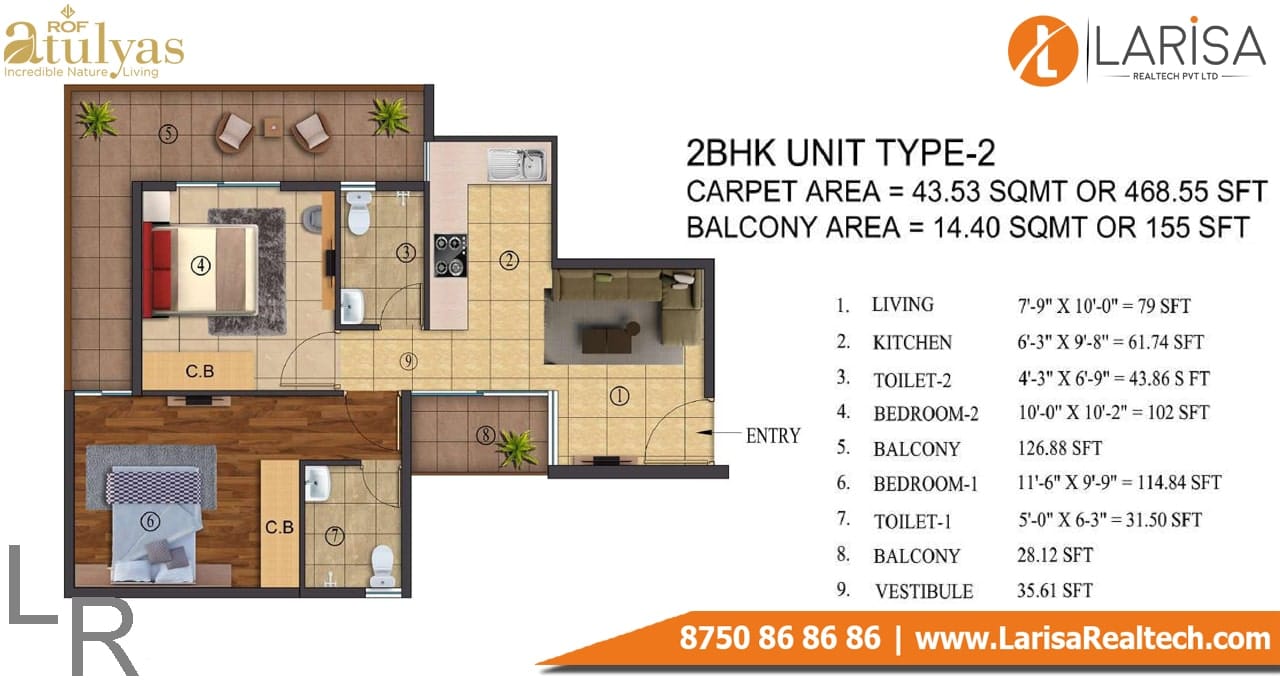 ROF
atulyas
Incredible Nature Living
LARiSA
REALTECH PVT LTD
2BHK UNIT TYPE-2
CARPET AREA = 43.53 SQMT OR 468.55 SFT
BALCONY AREA = 14.40 SQMT OR 155 SFT
1. LIVING 7'-9" X 10'-0" = 79 SFT
2. KITCHEN 6'-3" X 9'-8" = 61.74 SFT
3. TOILET-2 4'-3" X 6'-9" = 43.86 S FT
4. BEDROOM-2 10'-0" X 10'-2" = 102 SFT
5. BALCONY 126.88 SFT
6. BEDROOM-1 11'-6" X 9'-9" = 114.84 SFT
7. TOILET-1 5'-0" X 6-3" = 31.50 SFT
8. BALCONY 28.12 SFT
9. VESTIBULE 35.61 SFT
5
4
3
2
C.B
9
1
ENTRY
8
6
C.B
7
LR
8750 86 86 86 | www.LarisaRealtech.com